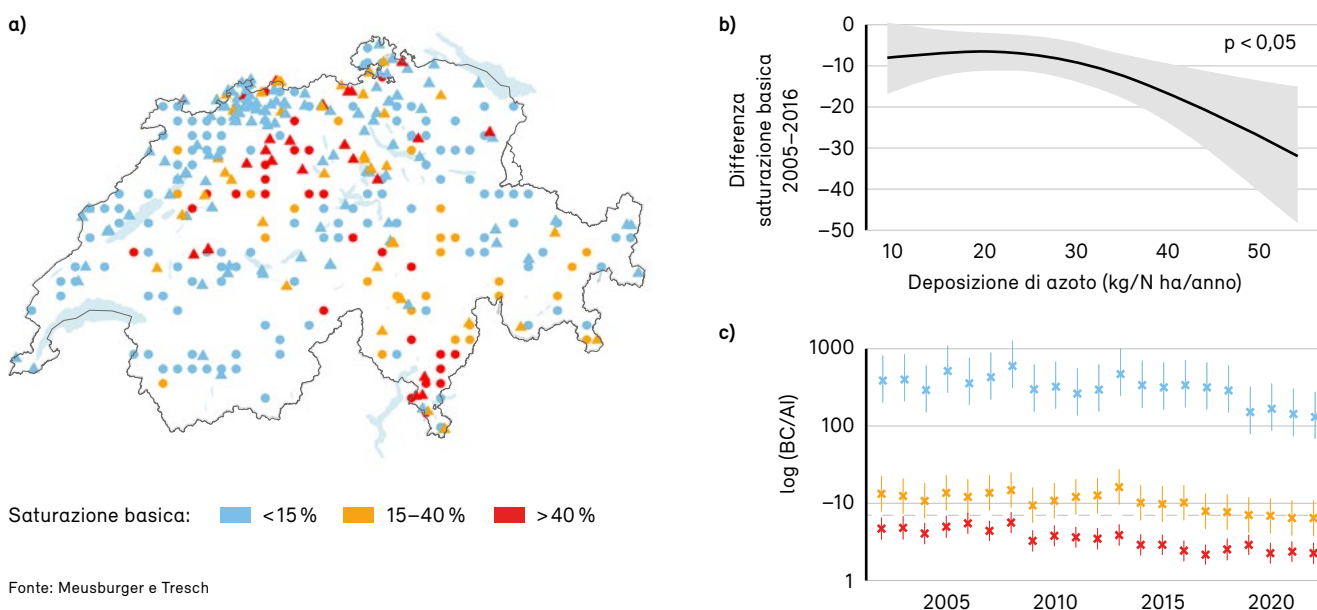 a)
Saturazione basica: <15 % 15–40 % >40 %
Fonte: Meusburger e Tresch
b)
Differenza
saturazione basica
2005–2016
0
–10
–20
–30
–40
–50
p < 0,05
10 20 30 40 50
Deposizione di azoto (kg/N ha/anno)
c)
log (BC/Al)
1000
100
–10
1
2005 2010 2015 2020